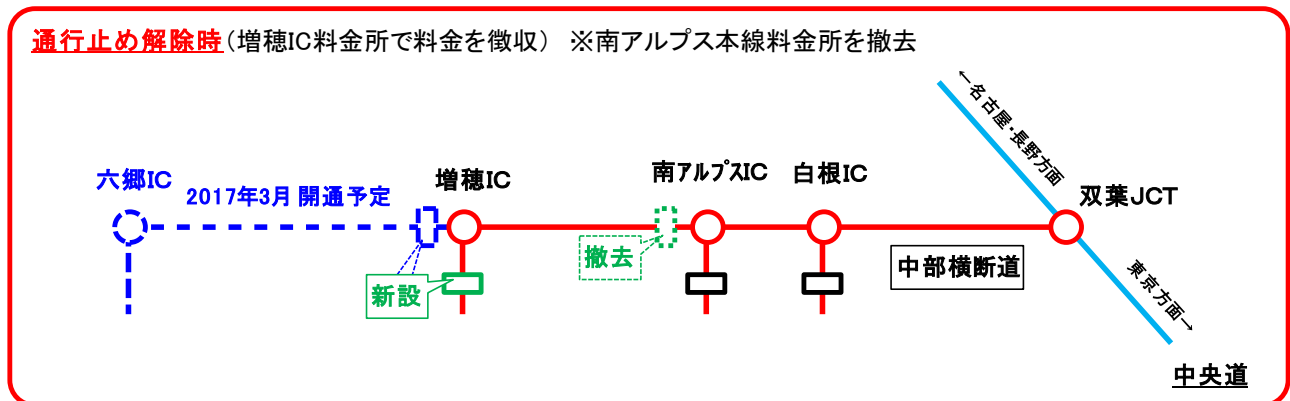 通行止め解除時(増穂IC料金所で料金を徴収) ※南アルプス本線料金所を撤去
←名古屋・長野方面
六郷IC
2017年3月 開通予定
増穂IC
南アルプスIC
白根IC
双葉JCT
撤去
新設
中部横断道
東京方面→
中央道